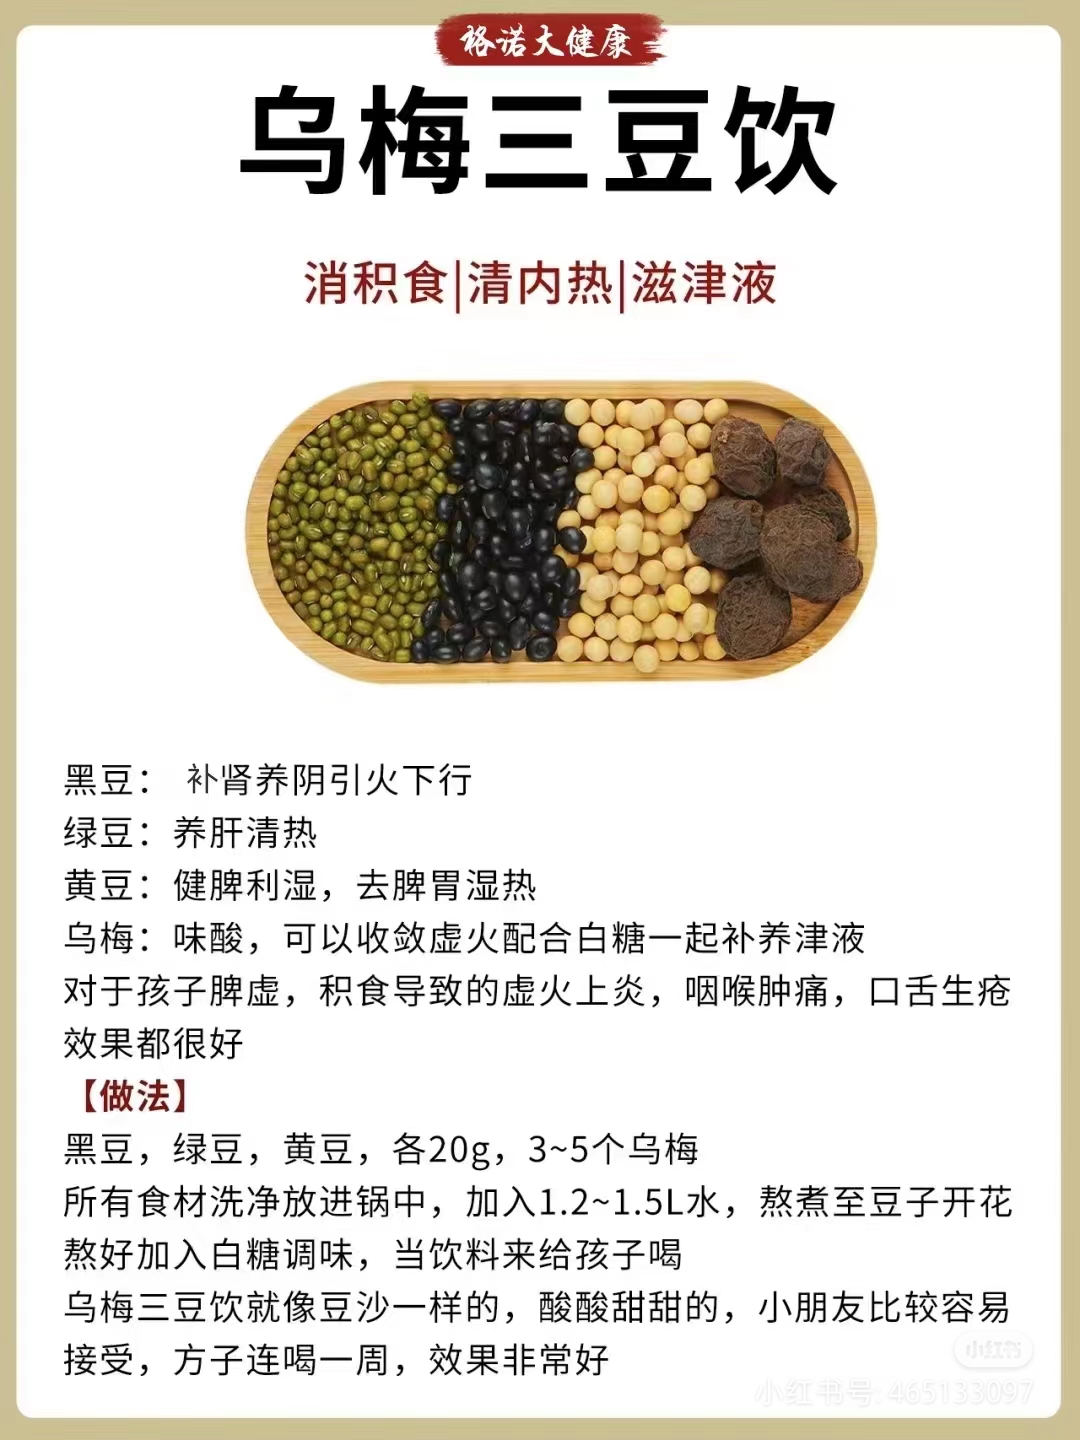 格诺大健康
乌梅三豆饮
消积食|清内热|滋津液
黑豆： 补肾养阴引火下行
绿豆：养肝清热
黄豆：健脾利湿，去脾胃湿热
乌梅：味酸，可以收敛虚火配合白糖一起补养津液
对于孩子脾虚，积食导致的虚火上炎，咽喉肿痛，口舌生疮
效果都很好
【做法】
黑豆，绿豆，黄豆，各20g，3~5个乌梅
所有食材洗净放进锅中，加入1.2~1.5L水，熬煮至豆子开花
熬好加入白糖调味，当饮料来给孩子喝
乌梅三豆饮就像豆沙一样的，酸酸甜甜的，小朋友比较容易
接受，方子连喝一周，效果非常好
小红书
小红书号: 465133097